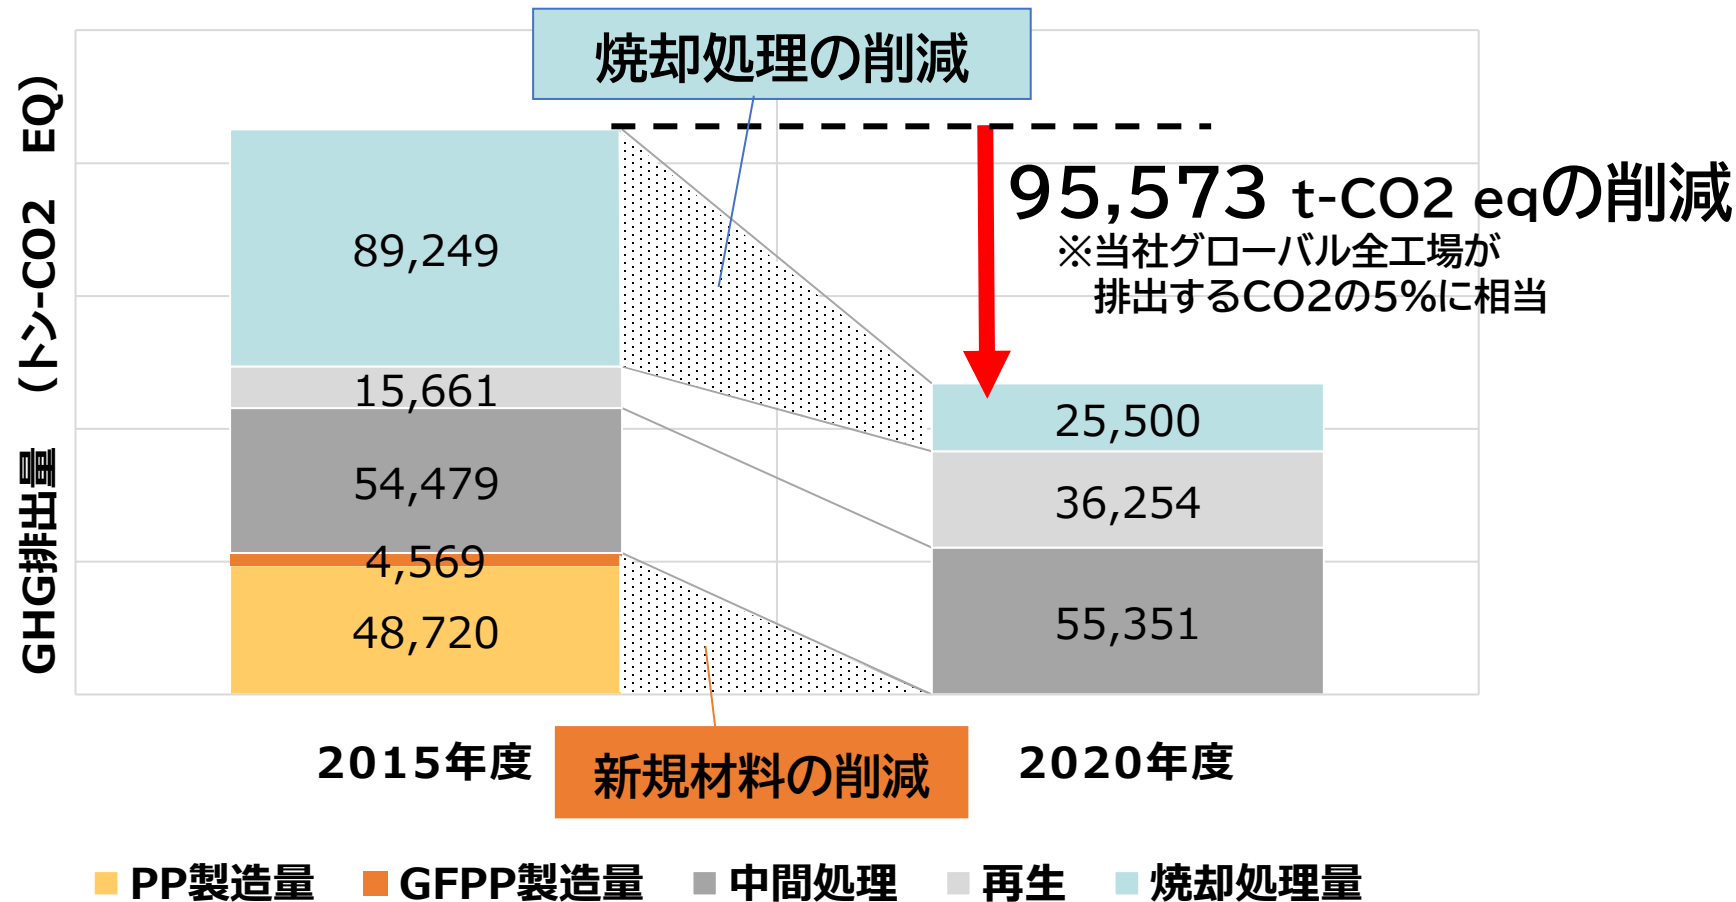 焼却処理の削減
GHG排出量 (トン-CO2 EQ)
95,573 t-CO2 eqの削減
※当社グローバル全工場が
排出するCO2の5%に相当
89,249
15,661
54,479
4,569
48,720
25,500
36,254
55,351
2015年度
2020年度
新規材料の削減
PP製造量 GFPP製造量 中間処理 再生 焼却処理量